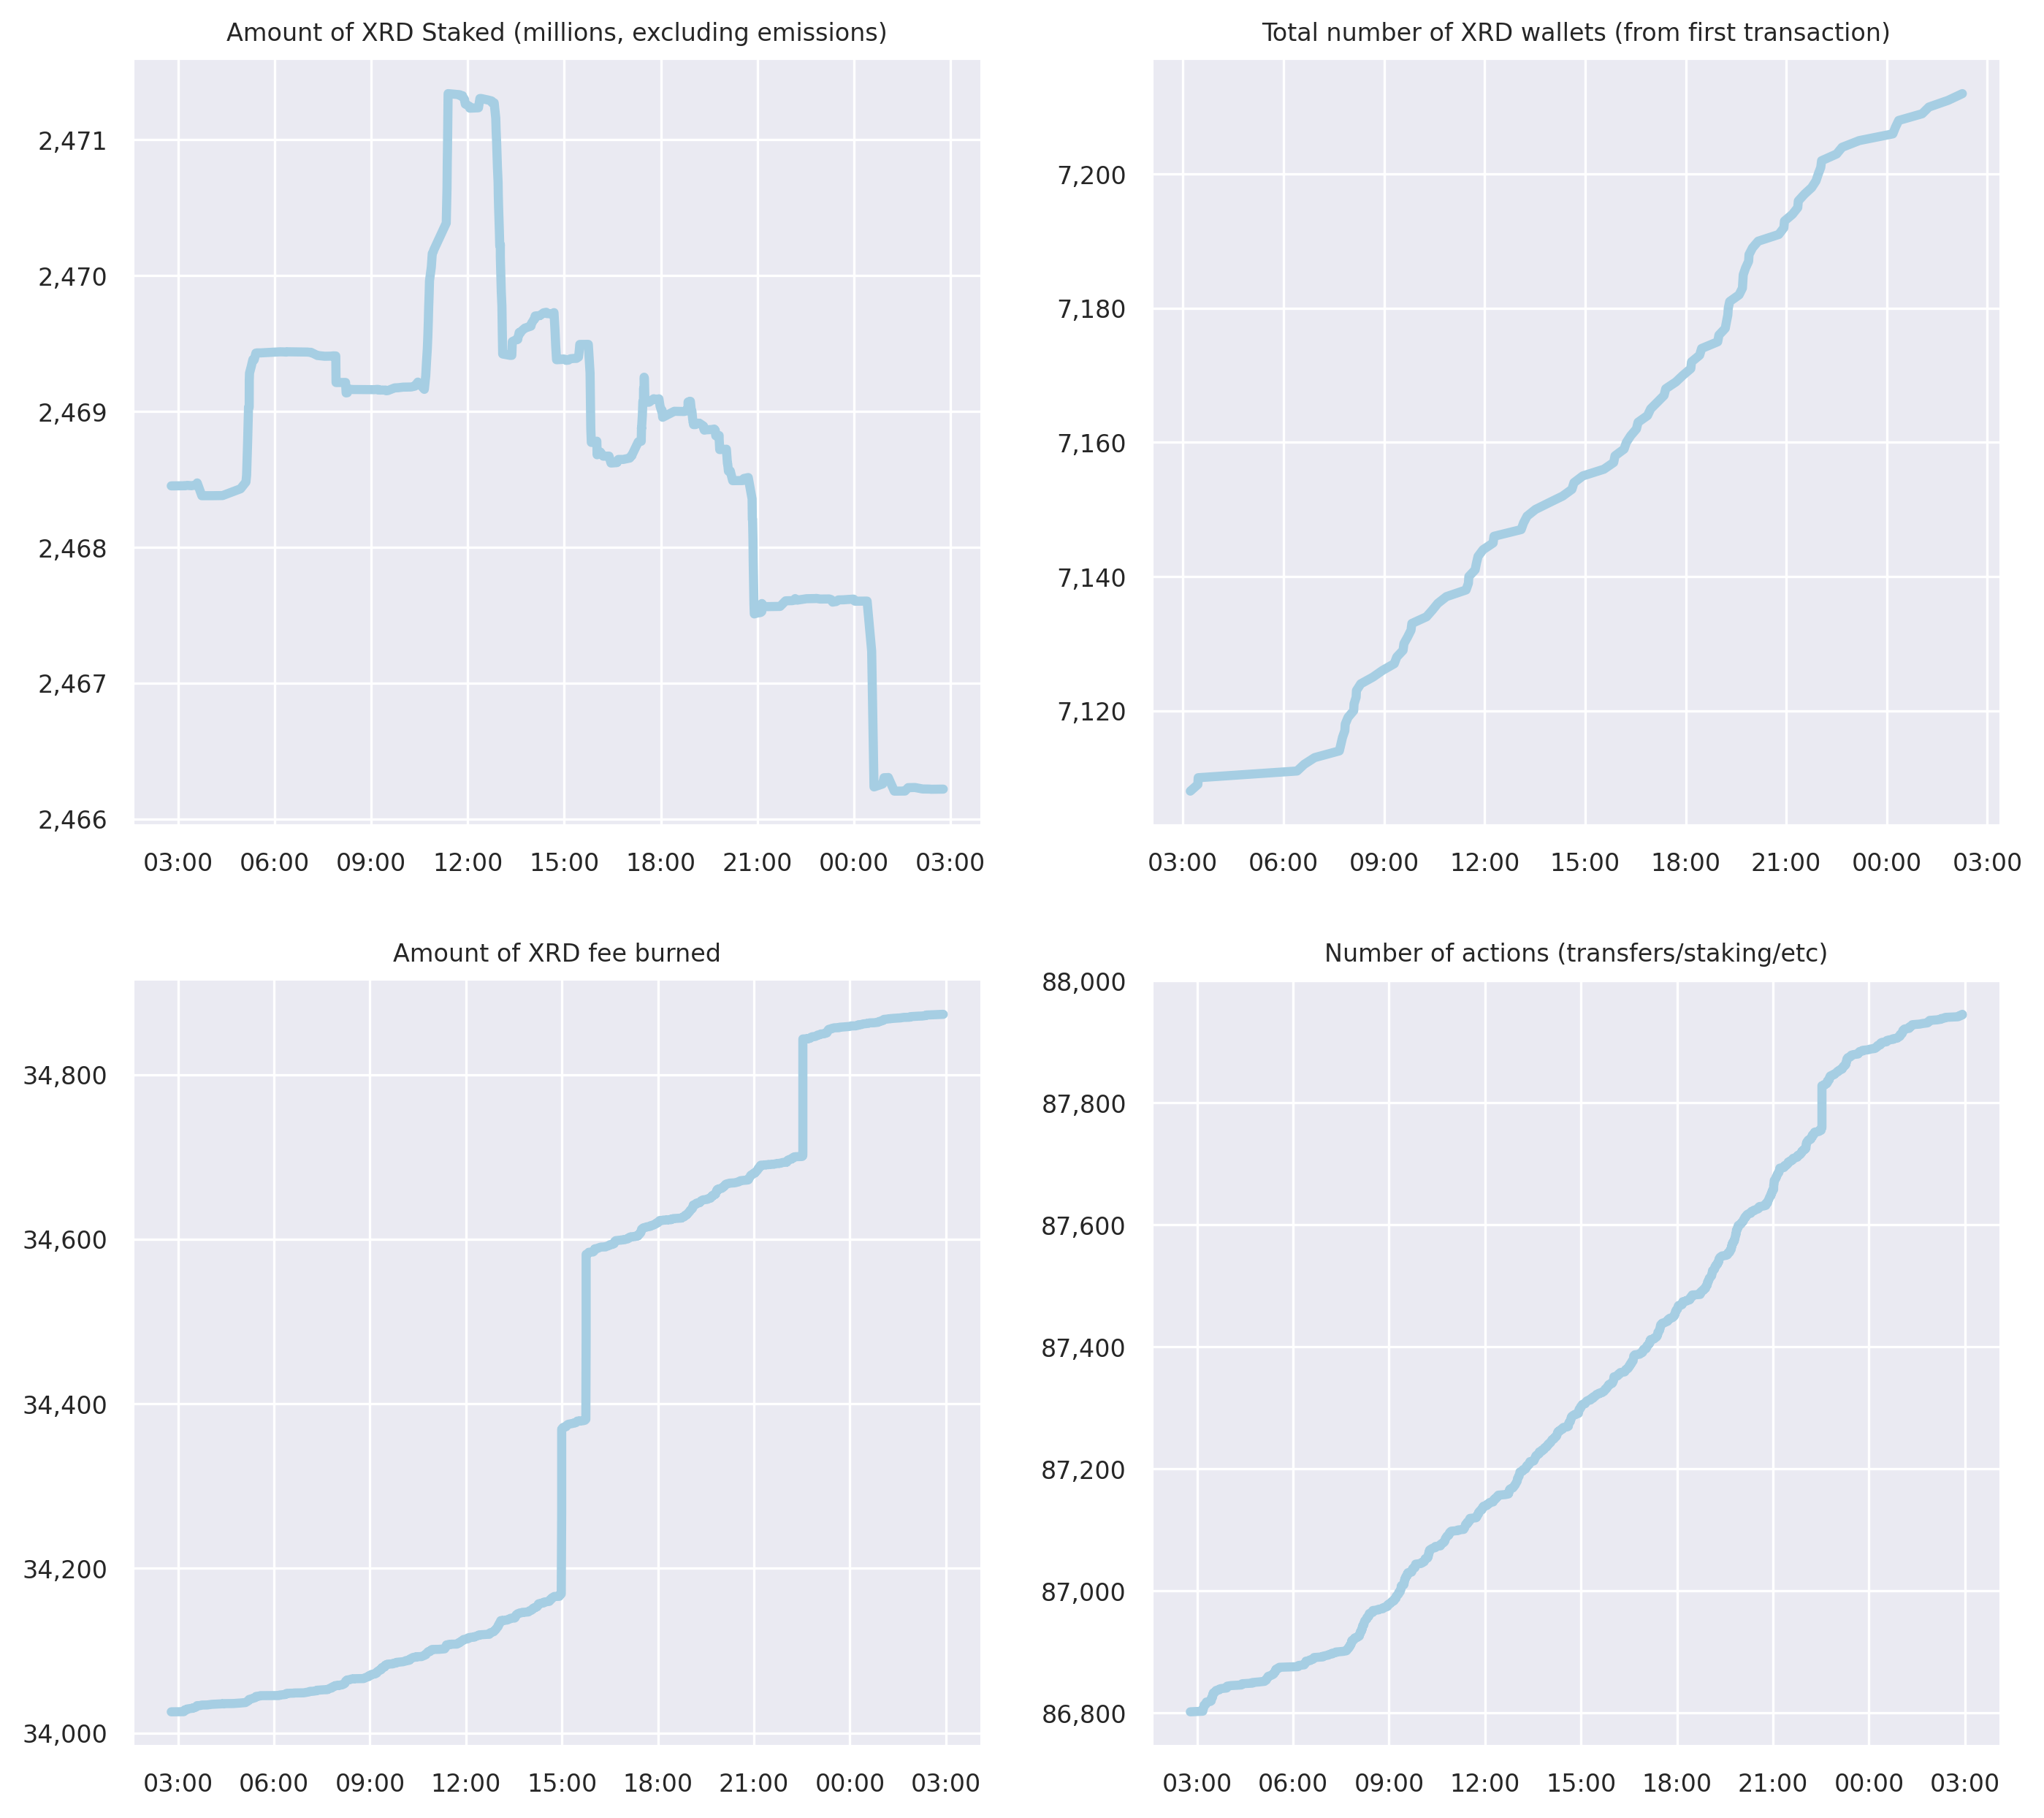 Amount of XRD Staked (millions, excluding emissions)
2,471
2,470
2,469
2,468
2,467
2,466
03:00 06:00 09:00 12:00 15:00 18:00 21:00 00:00 03:00
Total number of XRD wallets (from first transaction)
7,200
7,180
7,160
7,140
7,120
03:00 06:00 09:00 12:00 15:00 18:00 21:00 00:00 03:00
Amount of XRD fee burned
34,800
34,600
34,400
34,200
34,000
03:00 06:00 09:00 12:00 15:00 18:00 21:00 00:00 03:00
Number of actions (transfers/staking/etc)
88,000
87,800
87,600
87,400
87,200
87,000
86,800
03:00 06:00 09:00 12:00 15:00 18:00 21:00 00:00 03:00